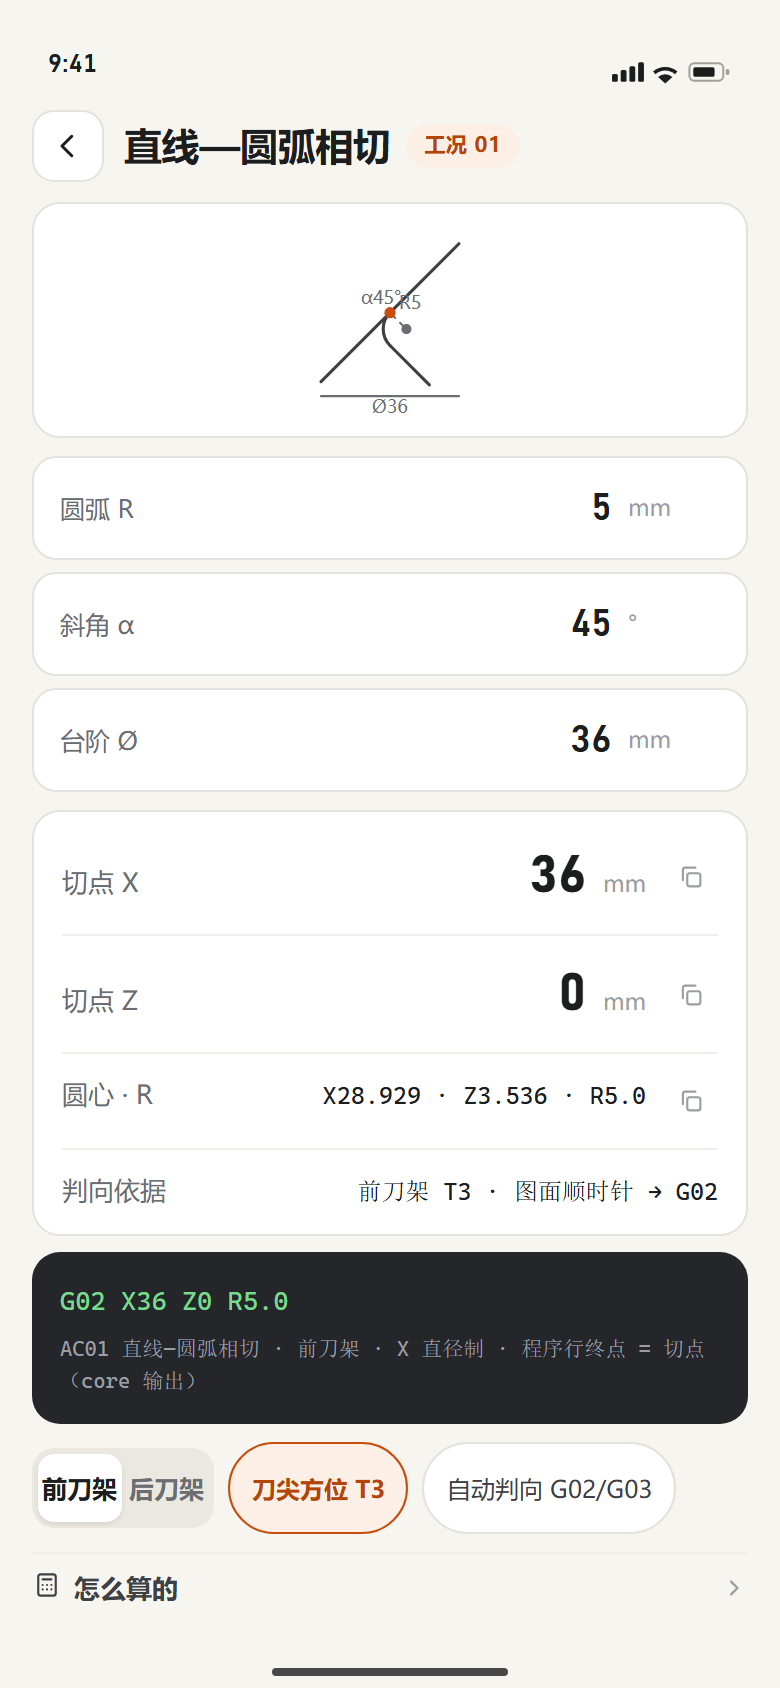 9:41
直线—圆弧相切 工况 01
α45° R5
Ø36
圆弧 R 5 mm
斜角 α 45 °
台阶 Ø 36 mm
切点 X 36 mm
切点 Z 0 mm
圆心 · R X28.929 · Z3.536 · R5.0
判向依据 前刀架 T3 · 图面顺时针 → G02
G02 X36 Z0 R5.0
AC01 直线—圆弧相切 · 前刀架 · X 直径制 · 程序行终点 = 切点
（core 输出）
前刀架 后刀架 刀尖方位 T3 自动判向 G02/G03
怎么算的